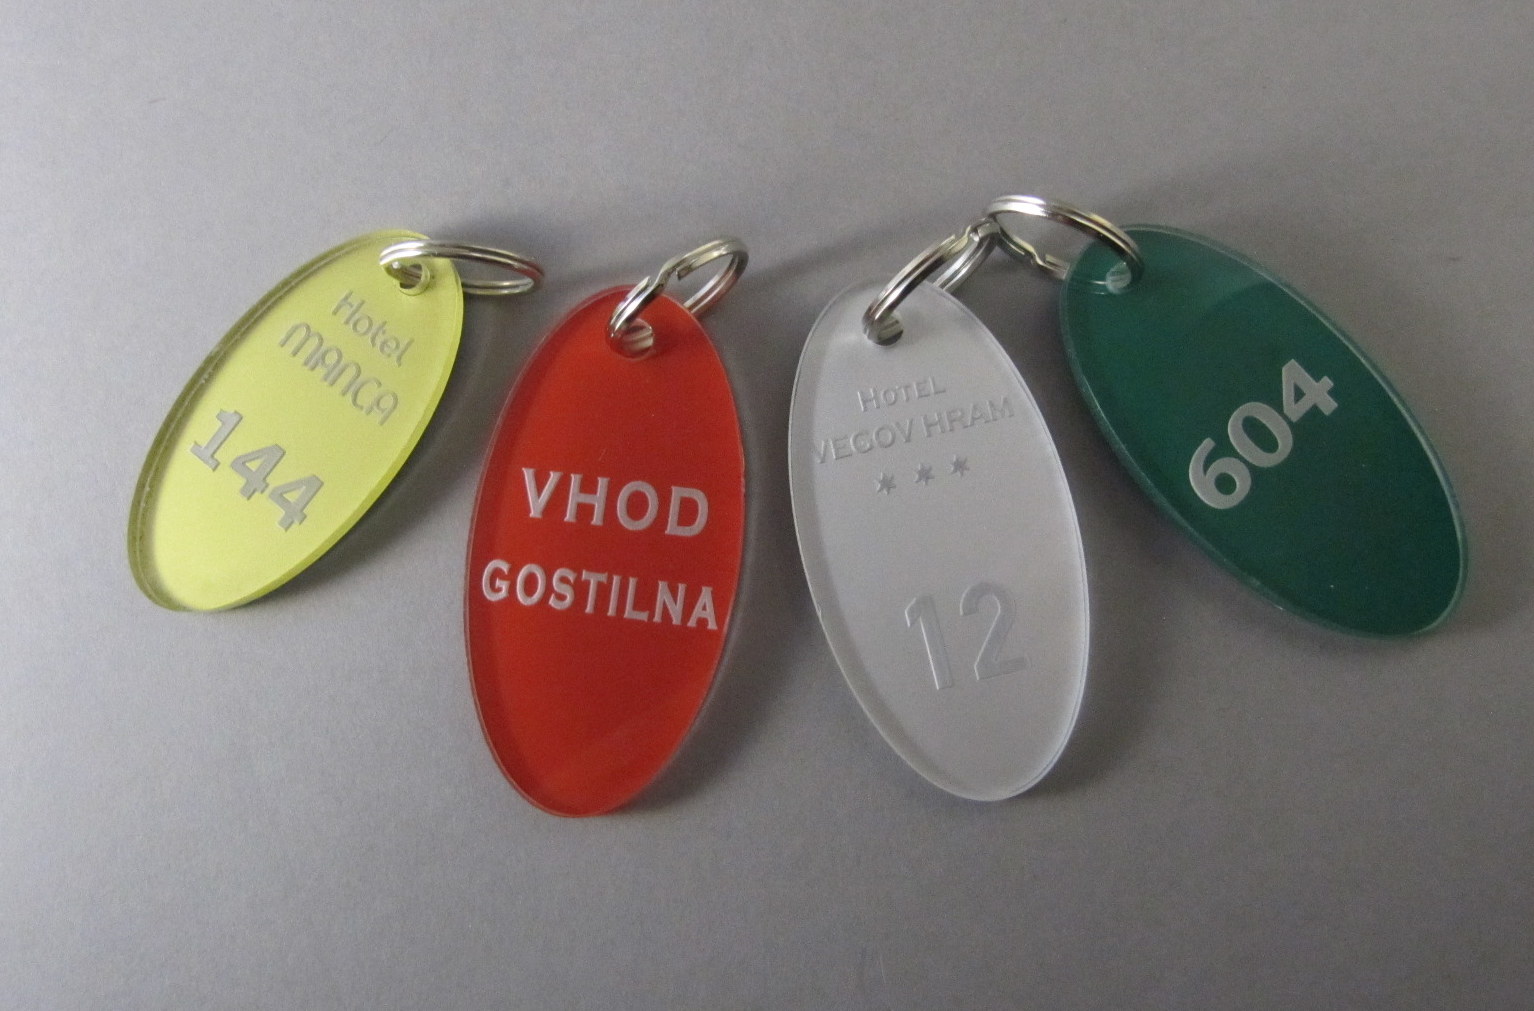 Hotel
MANCA
144
VHOD
GOSTILNA
HOTEL
VEGOV HRAM
***
12
604